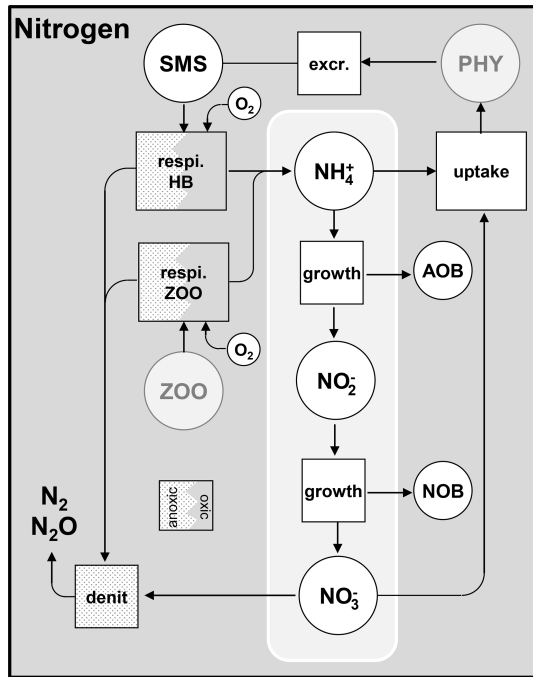 Nitrogen
SMS
excr.
PHY
O₂
respi.
HB
NH₄⁺
uptake
respi.
ZOO
growth
AOB
O₂
ZOO
NO₂⁻
anoxic
oxic
growth
NOB
N₂
N₂O
denit
NO₃⁻